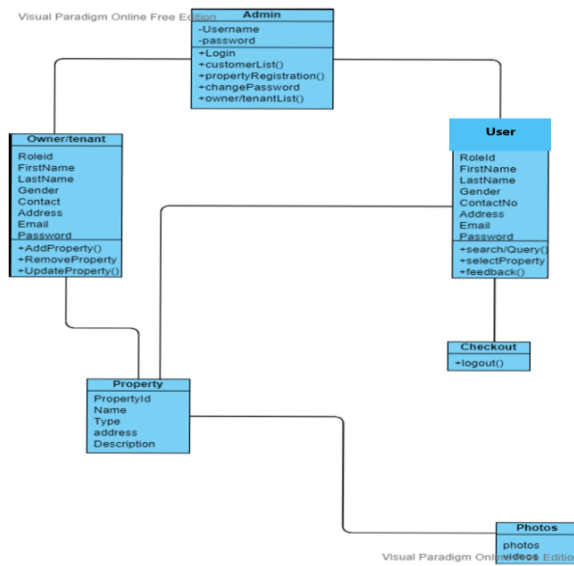 Visual Paradigm Online Free Edition
Admin
-Username
-password
+Login
+customerList()
+propertyRegistration()
+changePassword
+owner/tenantList()
Owner/tenant
Roleid
FirstName
LastName
Gender
Contact
Address
Email
Password
+AddProperty()
+RemoveProperty
+UpdateProperty()
User
RoleId
FirstName
LastName
Gender
ContactNo
Address
Email
Password
+search/Query()
+selectProperty
+feedback()
Checkout
+logout()
Property
PropertyId
Name
Type
address
Description
Photos
photos
videos
Visual Paradigm Online Free Edition